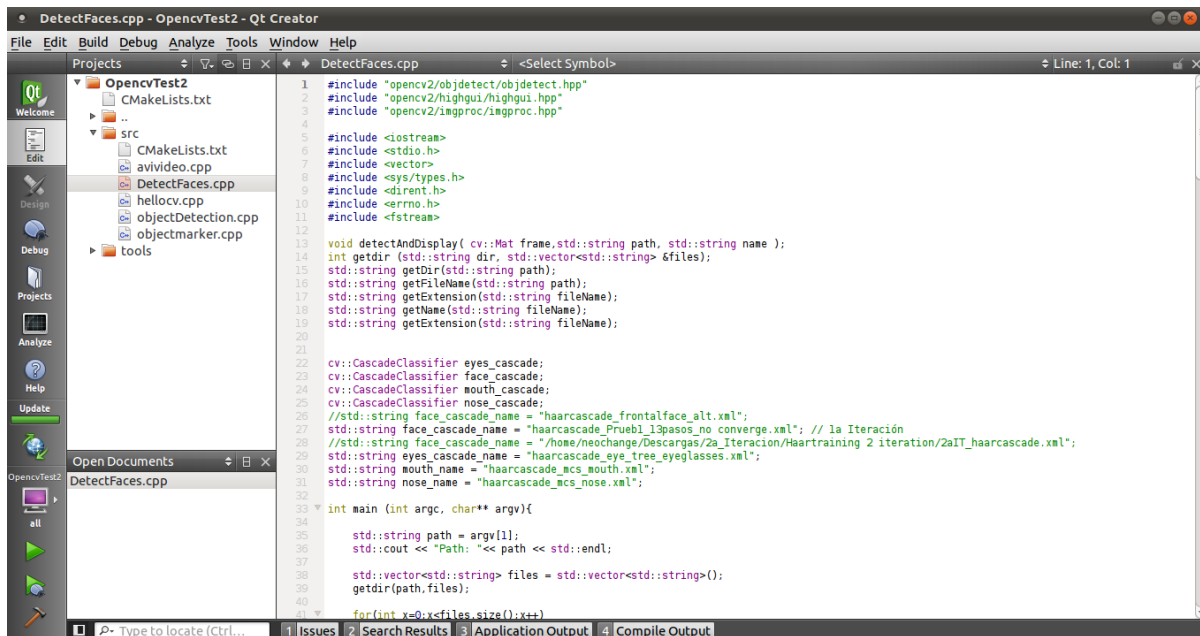 DetectFaces.cpp - OpencvTest2 - Qt Creator
File Edit Build Debug Analyze Tools Window Help
Projects
DetectFaces.cpp
<Select Symbol>
Line: 1, Col: 1
Qt
Welcome
Edit
Design
Debug
Projects
Analyze
Help
Update
OpencvTest2
all
OpencvTest2
CMakeLists.txt
..
src
CMakeLists.txt
avivideo.cpp
DetectFaces.cpp
hellocv.cpp
objectDetection.cpp
objectmarker.cpp
tools
Open Documents
DetectFaces.cpp
1 #include "opencv2/objdetect/objdetect.hpp"
2 #include "opencv2/highgui/highgui.hpp"
3 #include "opencv2/imgproc/imgproc.hpp"
4
5 #include <iostream>
6 #include <stdio.h>
7 #include <vector>
8 #include <sys/types.h>
9 #include <dirent.h>
10 #include <errno.h>
11 #include <fstream>
12
13 void detectAndDisplay( cv::Mat frame,std::string path, std::string name );
14 int getdir (std::string dir, std::vector<std::string> &files);
15 std::string getDir(std::string path);
16 std::string getFileName(std::string path);
17 std::string getExtension(std::string fileName);
18 std::string getName(std::string fileName);
19 std::string getExtension(std::string fileName);
20
21
22 cv::CascadeClassifier eyes_cascade;
23 cv::CascadeClassifier face_cascade;
24 cv::CascadeClassifier mouth_cascade;
25 cv::CascadeClassifier nose_cascade;
26 //std::string face_cascade_name = "haarcascade_frontalface_alt.xml";
27 std::string face_cascade_name = "haarcascade_Prueb1_13pasos_no converge.xml"; // 1a Iteración
28 //std::string face_cascade_name = "/home/neochange/Descargas/2a_Iteracion/Haartraining 2 iteration/2aIT_haarcascade.xml";
29 std::string eyes_cascade_name = "haarcascade_eye_tree_eyeglasses.xml";
30 std::string mouth_name = "haarcascade_mcs_mouth.xml";
31 std::string nose_name = "haarcascade_mcs_nose.xml";
32
33 int main (int argc, char** argv){
34
35 std::string path = argv[1];
36 std::cout << "Path: "<< path << std::endl;
37
38 std::vector<std::string> files = std::vector<std::string>();
39 getdir(path,files);
40
41 for(int x=0;x<files.size();x++)
Type to locate (Ctrl...
1 Issues 2 Search Results 3 Application Output 4 Compile Output